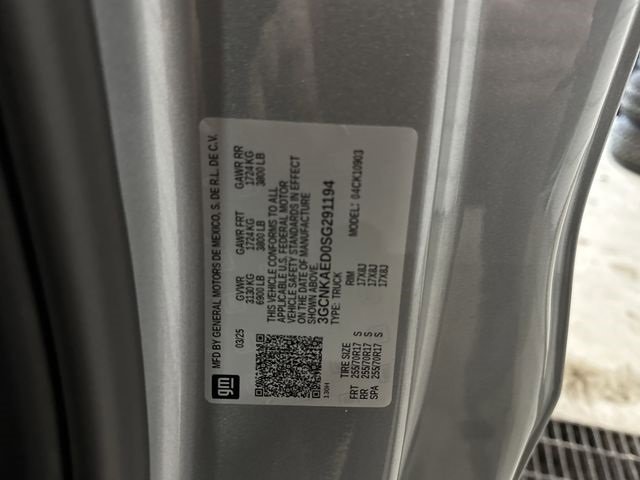 gm
MFD BY GENERAL MOTORS DE MEXICO, S. DE R.L. DE C.V.
03/25 GVWR GAWR FRT GAWR RR
3130 KG 1724 KG 1724 KG
6900 LB 3800 LB 3800 LB
THIS VEHICLE CONFORMS TO ALL
APPLICABLE U.S. FEDERAL MOTOR
VEHICLE SAFETY STANDARDS IN EFFECT
ON THE DATE OF MANUFACTURE
SHOWN ABOVE.
3GCNKAED0SG291194
TYPE: TRUCK MODEL: 04CK10903
130H
TIRE SIZE RIM
FRT 255/70R17 S 17X8J
RR 255/70R17 S 17X8J
SPA 255/70R17 S 17X8J